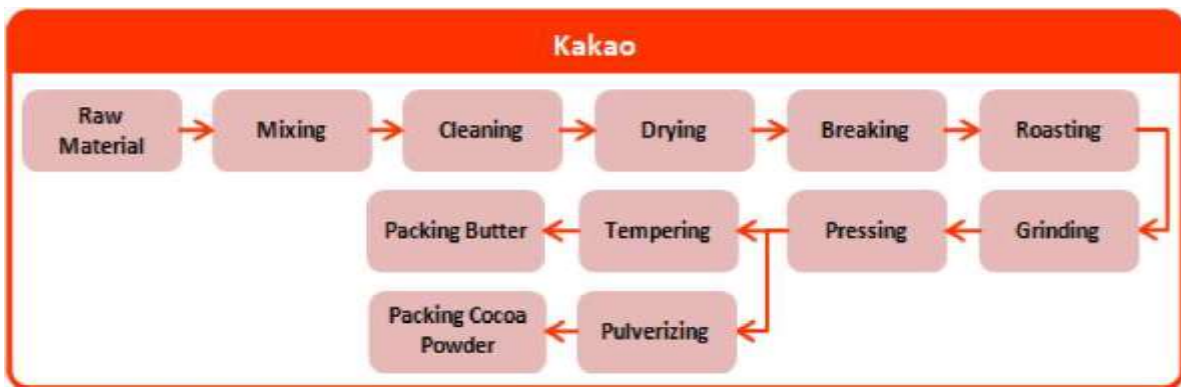 Kakao
Raw
Material
Mixing
Cleaning
Drying
Breaking
Roasting
Packing Butter
Tempering
Pressing
Grinding
Packing Cocoa
Powder
Pulverizing